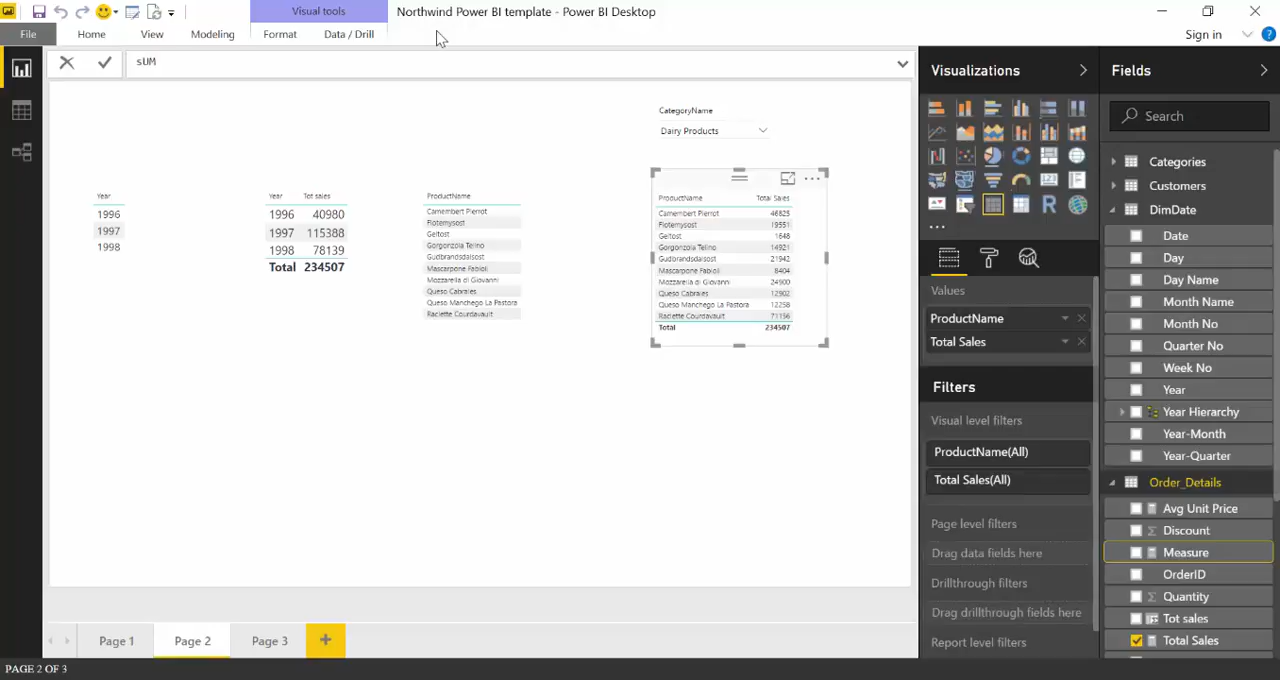 Visual tools
Northwind Power BI template - Power BI Desktop
File
Home
View
Modeling
Format
Data / Drill
Sign in
?
sUM
CategoryName
Dairy Products
Year
1996
1997
1998
Year Tot sales
1996 40980
1997 115388
1998 78139
Total 234507
ProductName
Camembert Pierrot
Flotemysost
Geitost
Gorgonzola Telino
Gudbrandsdalsost
Mascarpone Fabioli
Mozzarella di Giovanni
Queso Cabrales
Queso Manchego La Pastora
Raclette Courdavault
ProductName Total Sales
Camembert Pierrot 46825
Flotemysost 19551
Geitost 1648
Gorgonzola Telino 14921
Gudbrandsdalsost 21942
Mascarpone Fabioli 8404
Mozzarella di Giovanni 24900
Queso Cabrales 12902
Queso Manchego La Pastora 12258
Raclette Courdavault 71156
Total 234507
Page 1
Page 2
Page 3
+
PAGE 2 OF 3
Visualizations
R
Values
ProductName
Total Sales
Filters
Visual level filters
ProductName(All)
Total Sales(All)
Page level filters
Drag data fields here
Drillthrough filters
Drag drillthrough fields here
Report level filters
Fields
Search
Categories
Customers
DimDate
Date
Day
Day Name
Month Name
Month No
Quarter No
Week No
Year
Year Hierarchy
Year-Month
Year-Quarter
Order_Details
Avg Unit Price
Discount
Measure
OrderID
Quantity
Tot sales
Total Sales